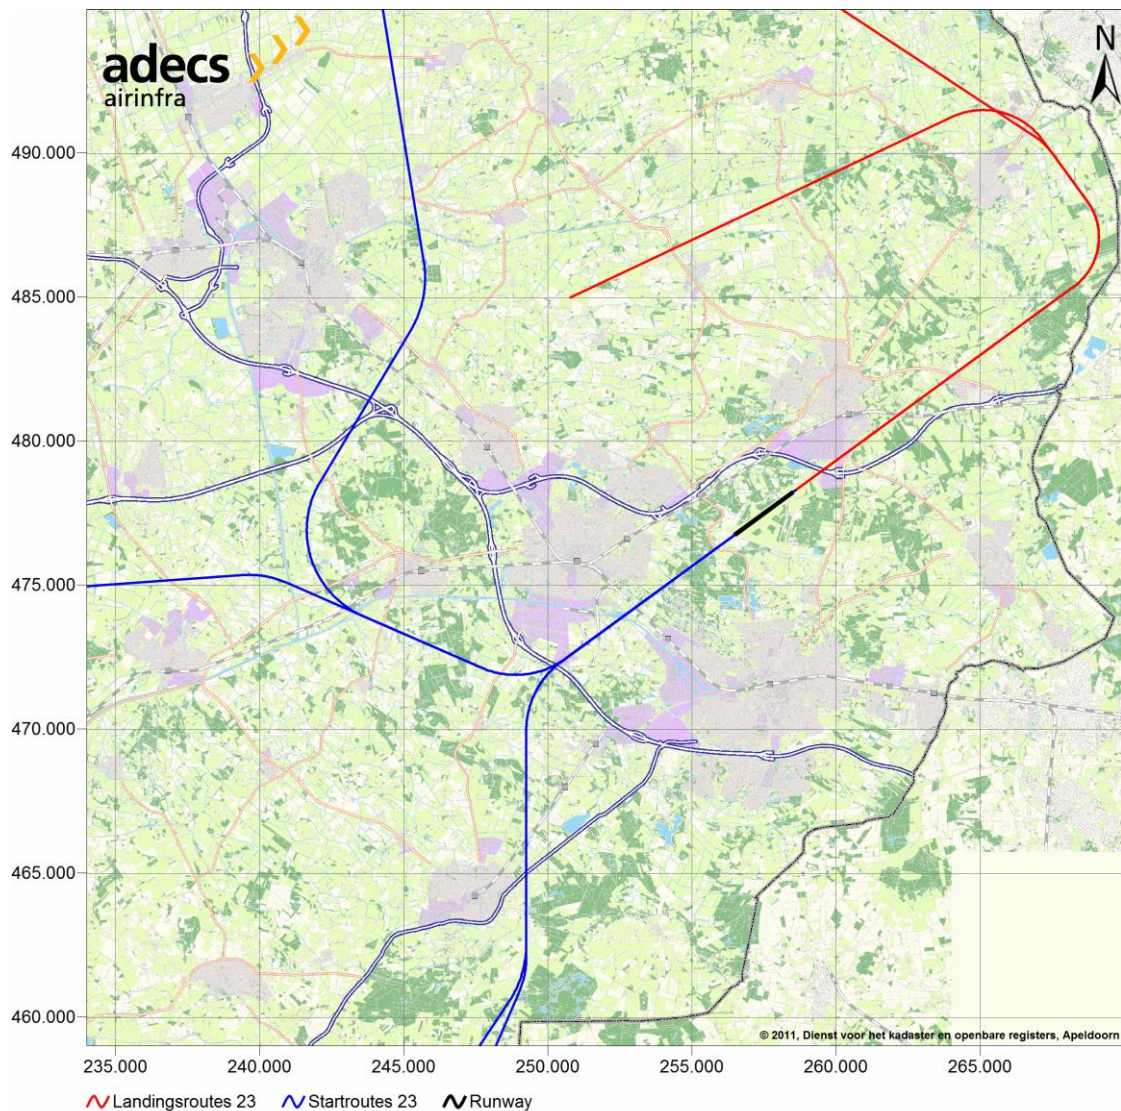 adecs
airinfra
N
490.000
485.000
480.000
475.000
470.000
465.000
460.000
© 2011, Dienst voor het kadaster en openbare registers, Apeldoorn
235.000 240.000 245.000 250.000 255.000 260.000 265.000
Landingsroutes 23 Startroutes 23 Runway